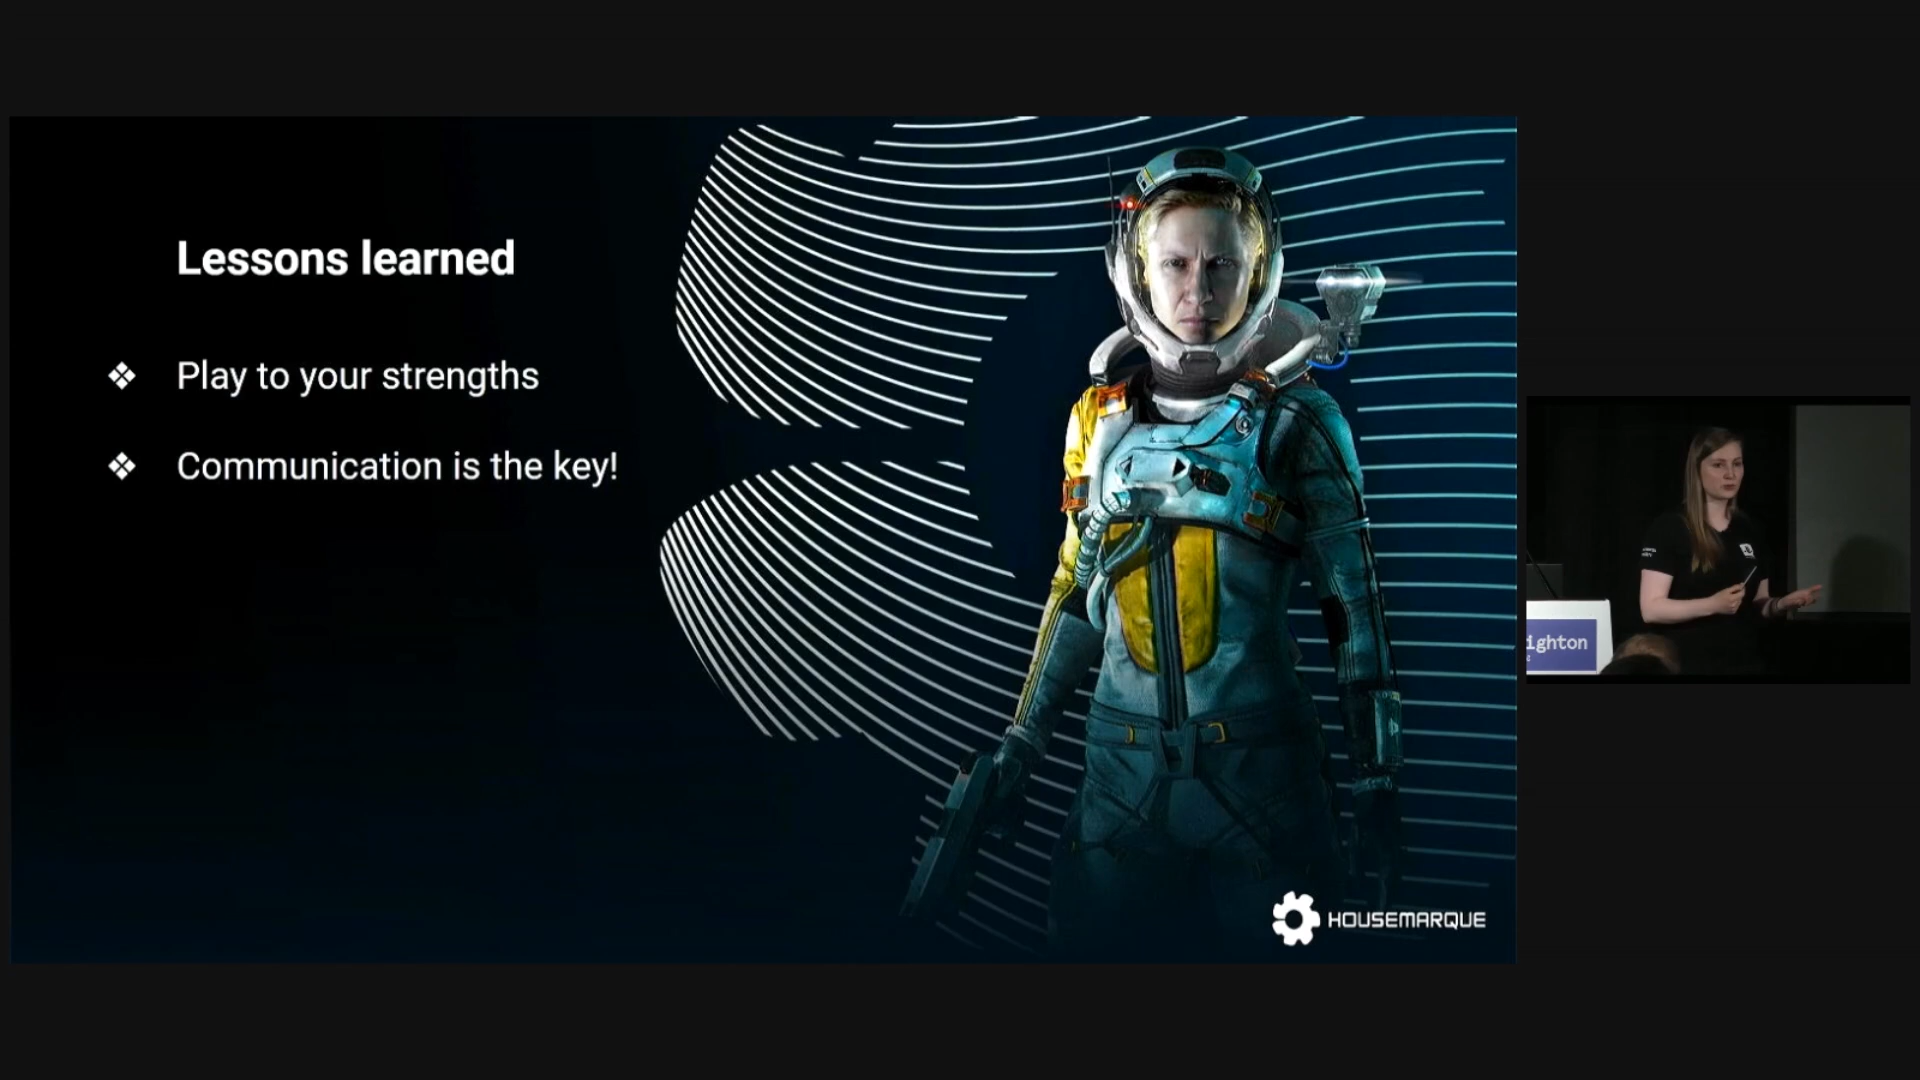 Lessons learned
❖ Play to your strengths
❖ Communication is the key!
HOUSEMARQUE
ighton